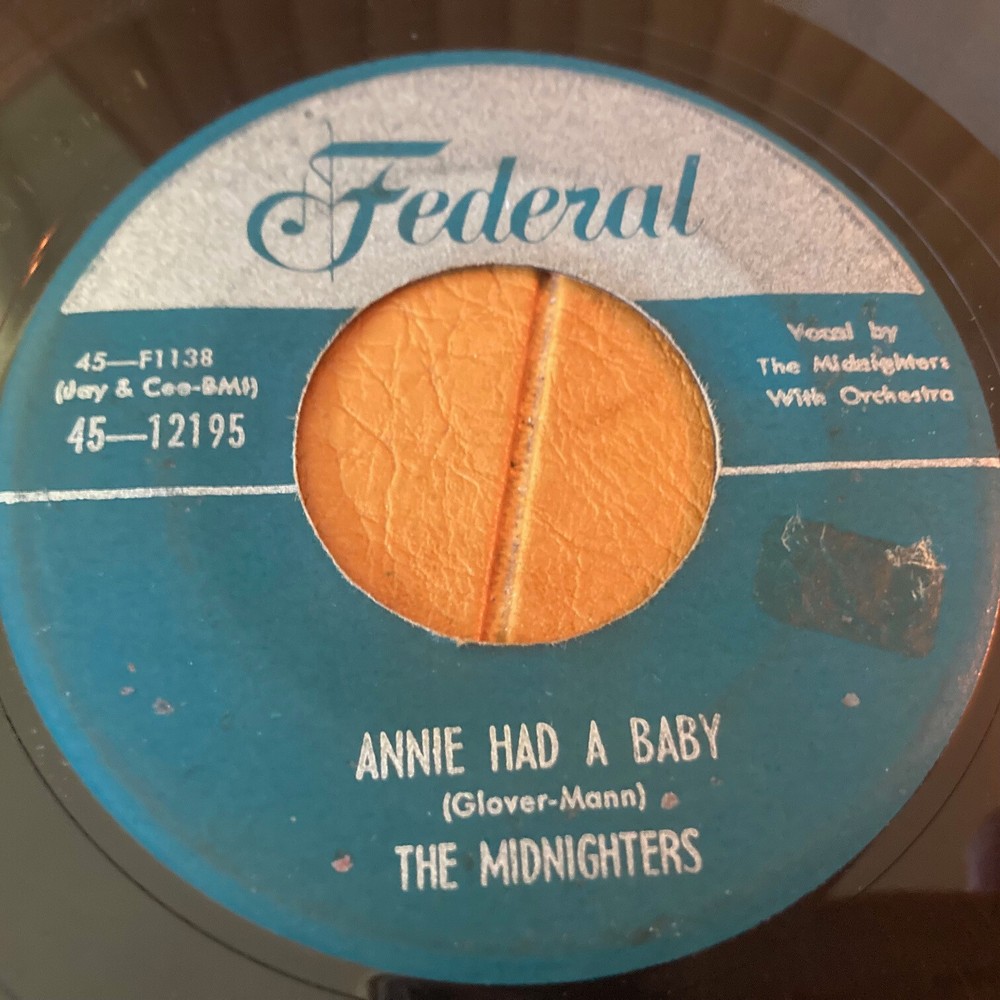 Federal
45—F1138
(Jay & Cee-BMI)
45—12195
Vocal by
The Midnighters
With Orchestra
ANNIE HAD A BABY
(Glover-Mann)
THE MIDNIGHTERS